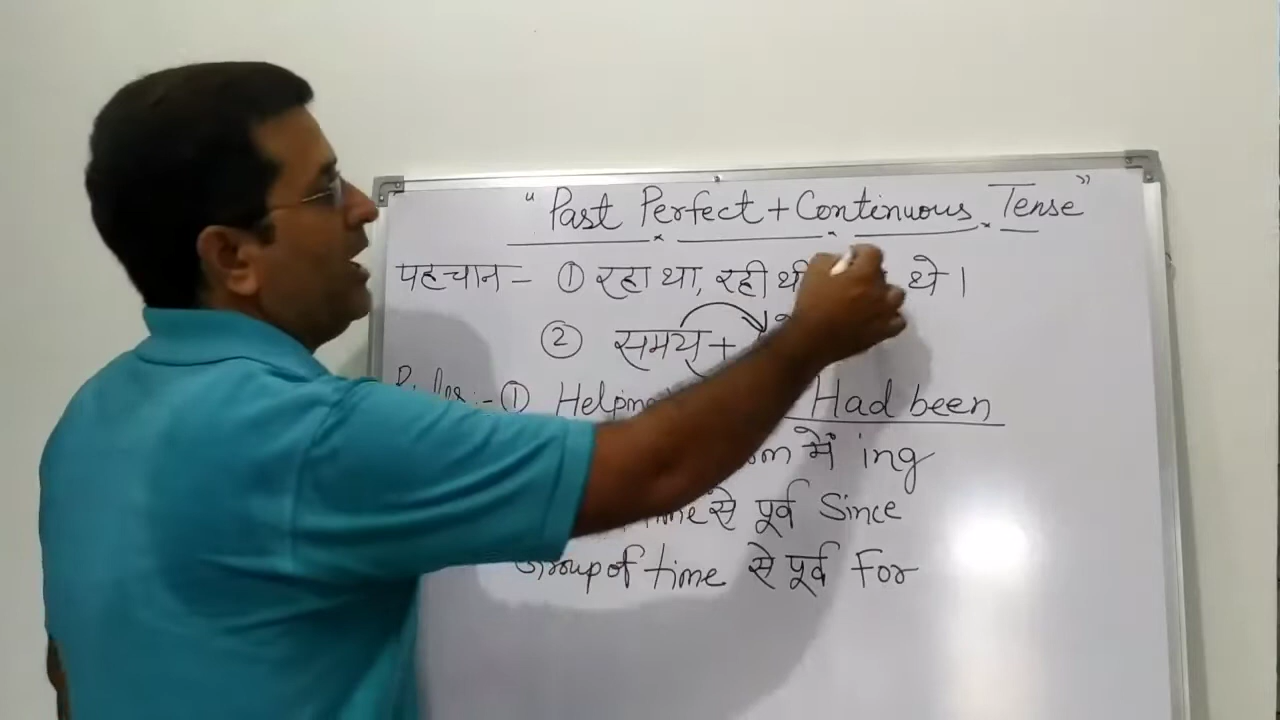 "Past Perfect + Continuous Tense"
पहचान - ① रहा था, रही थी थे ।
② समय +
Rules:- ① Helping Had been
में ing
से पूर्व Since
Group of time से पूर्व For